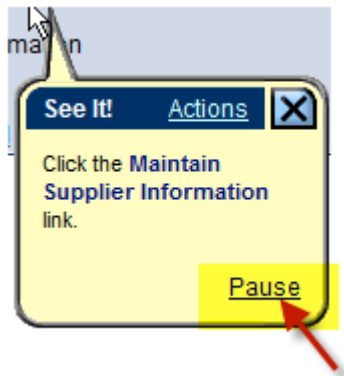 See It! Actions X
Click the Maintain
Supplier Information
link.
Pause